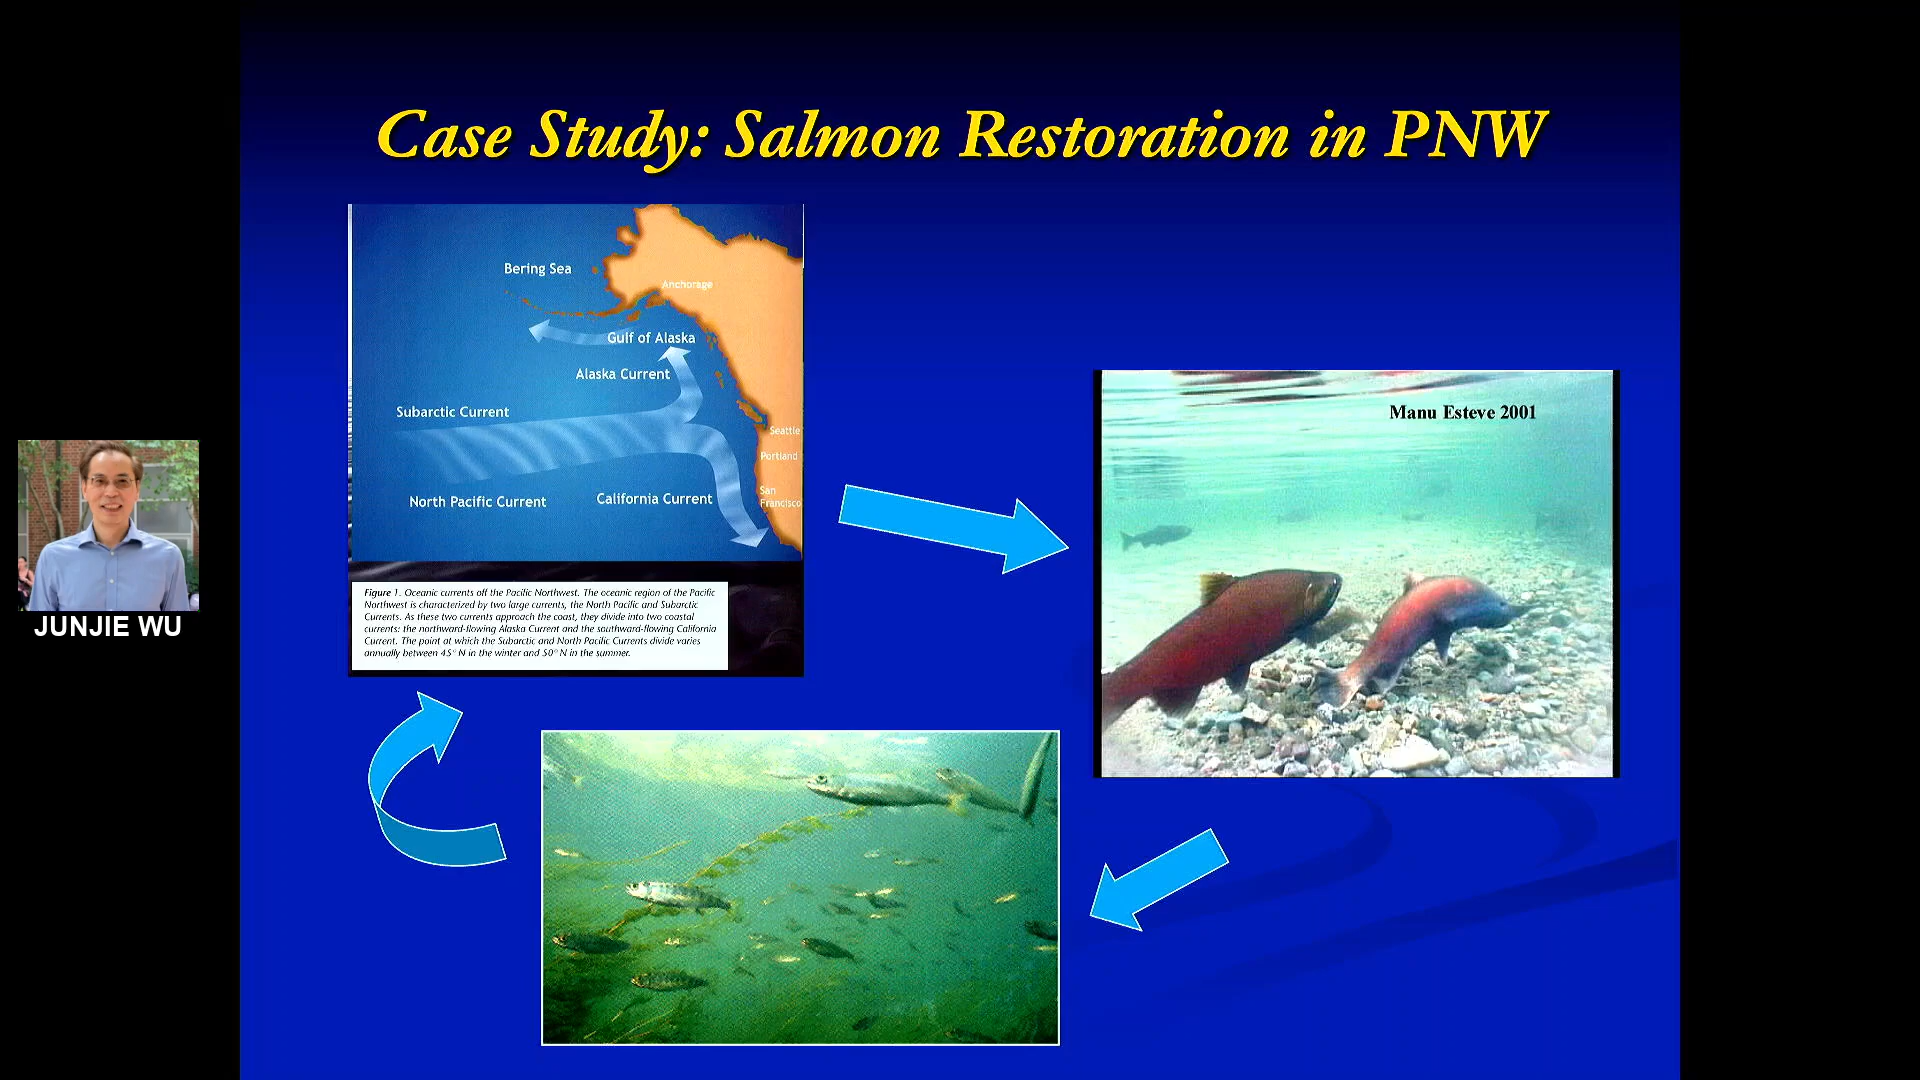 Case Study: Salmon Restoration in PNW
Bering Sea
Anchorage
Gulf of Alaska
Alaska Current
Subarctic Current
Seattle
Portland
San
Francisco
North Pacific Current
California Current
Figure 1. Oceanic currents off the Pacific Northwest. The oceanic region of the Pacific
Northwest is characterized by two large currents, the North Pacific and Subarctic
Currents. As these two currents approach the coast, they divide into two coastal
currents: the northward-flowing Alaska Current and the southward-flowing California
Current. The point at which the Subarctic and North Pacific Currents divide varies
annually between 45° N in the winter and 50° N in the summer.
Manu Esteve 2001
JUNJIE WU